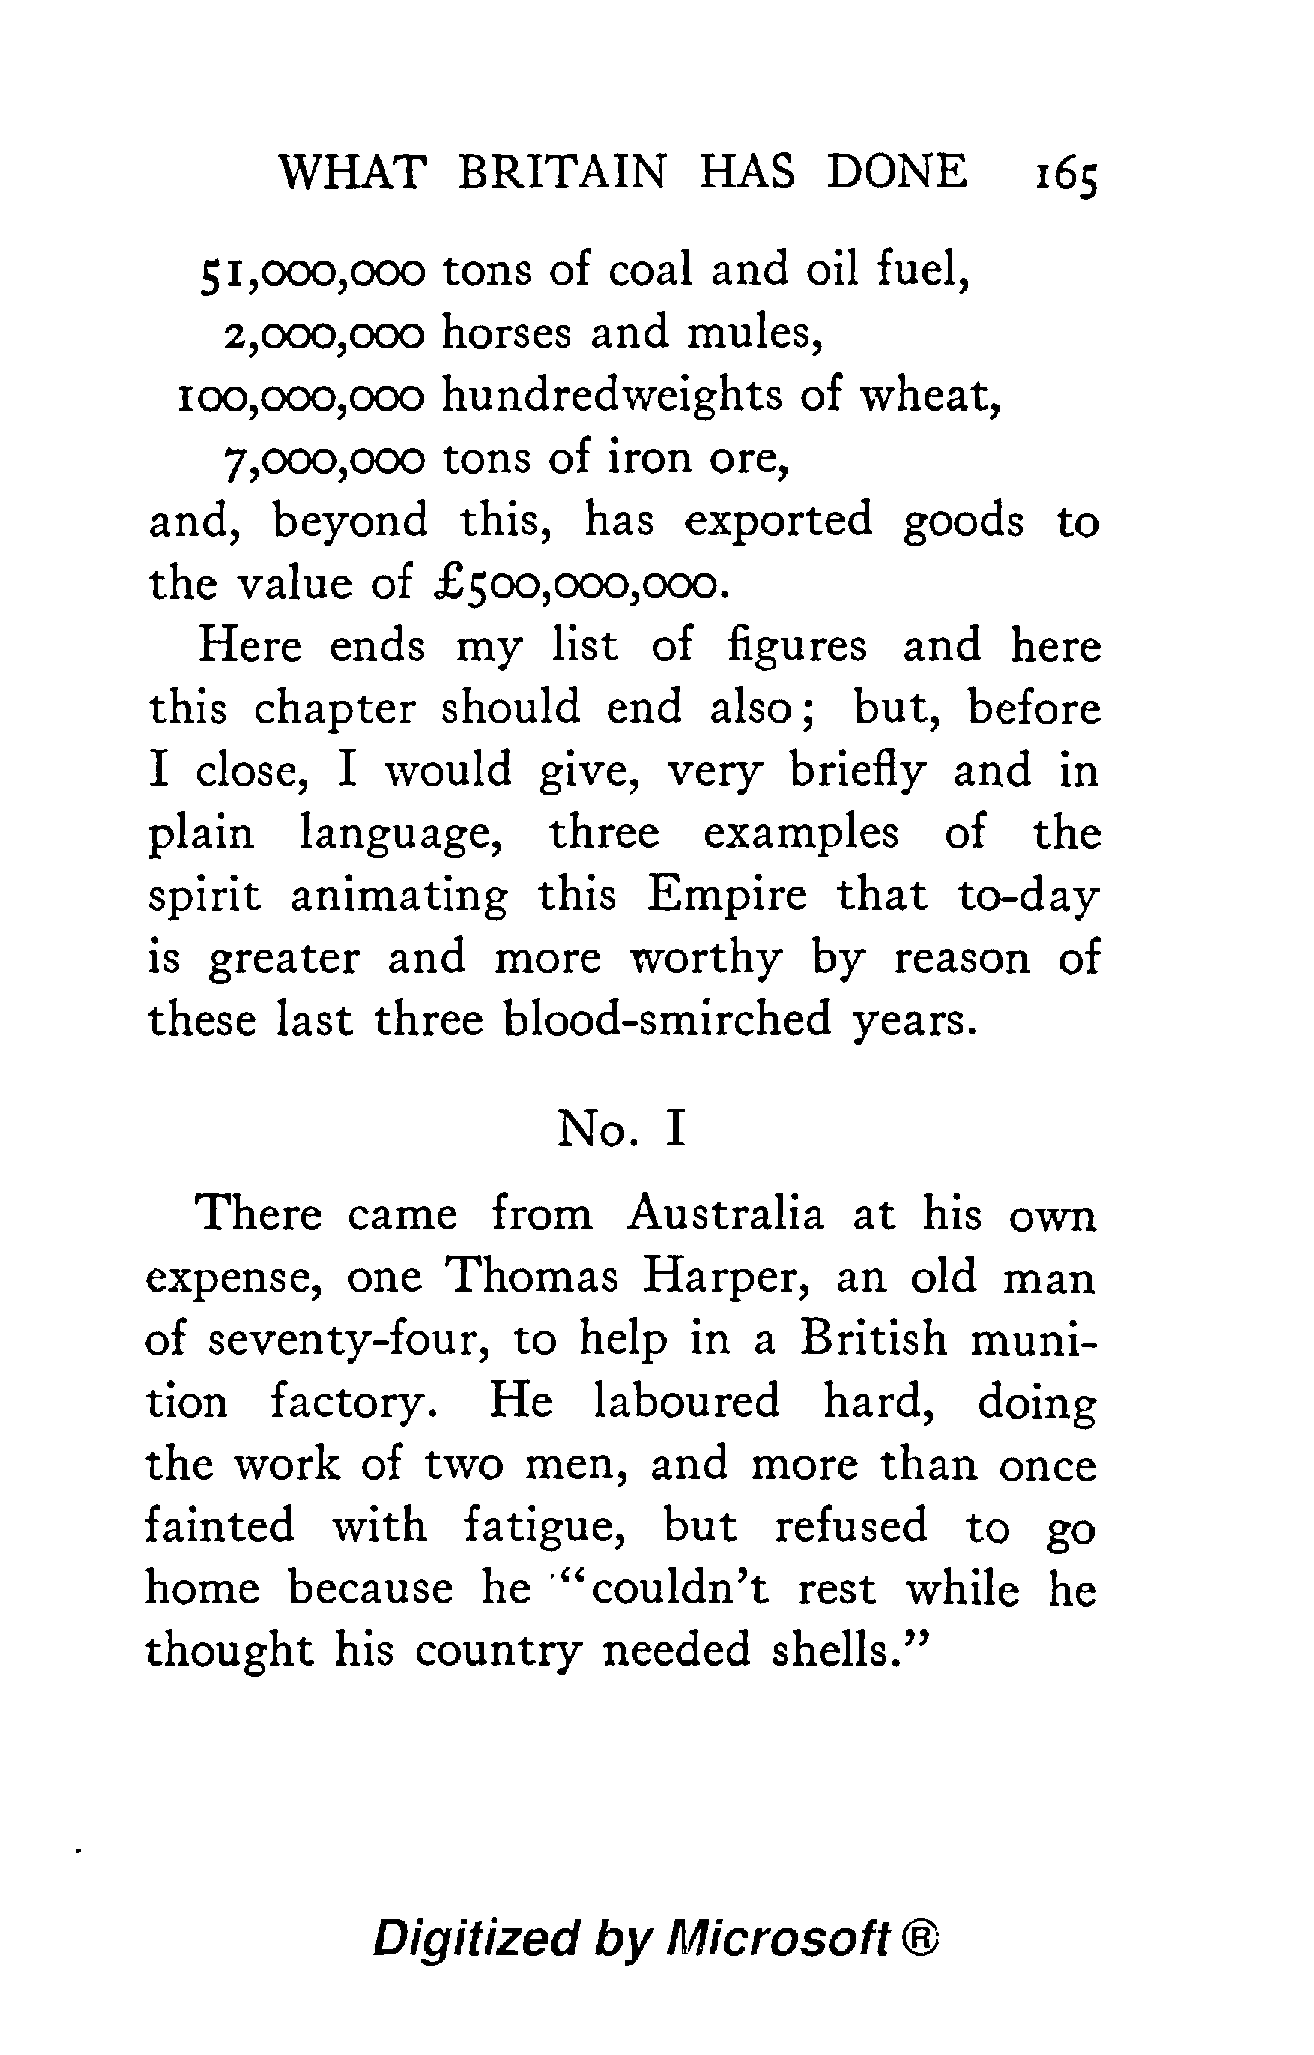 WHAT BRITAIN HAS DONE 165
51,000,000 tons of coal and oil fuel,
2,000,000 horses and mules,
100,000,000 hundredweights of wheat,
7,000,000 tons of iron ore,
and, beyond this, has exported goods to
the value of £500,000,000.
Here ends my list of figures and here
this chapter should end also; but, before
I close, I would give, very briefly and in
plain language, three examples of the
spirit animating this Empire that to-day
is greater and more worthy by reason of
these last three blood-smirched years.
No. I
There came from Australia at his own
expense, one Thomas Harper, an old man
of seventy-four, to help in a British muni-
tion factory. He laboured hard, doing
the work of two men, and more than once
fainted with fatigue, but refused to go
home because he “couldn’t rest while he
thought his country needed shells.”
Digitized by Microsoft ®